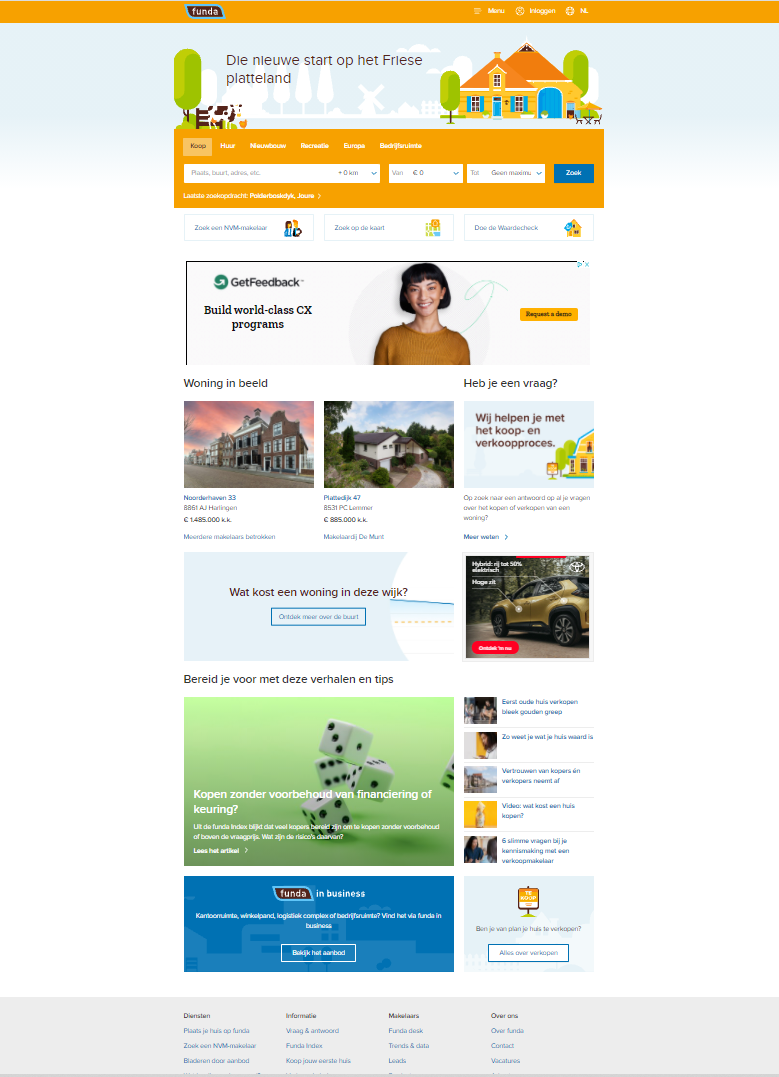 funda
Menu
Inloggen
NL
Die nieuwe start op het Friese
platteland
Koop
Huur
Nieuwbouw
Recreatie
Europa
Bedrijfsruimte
Plaats, buurt, adres, etc.
+ 0 km
Van
€ 0
Tot
Geen maximu
Zoek
Laatste zoekopdracht: Polderboskdyk, Joure
Zoek een NVM-makelaar
Zoek op de kaart
Doe de Waardecheck
GetFeedback
Build world-class CX
programs
Request a demo
Woning in beeld
Heb je een vraag?
Wij helpen je met
het koop- en
verkoopproces.
Noorderhaven 33
8861 AJ Harlingen
€ 1.485.000 k.k.
Meerdere makelaars betrokken
Plattedijk 47
8531 PC Lemmer
€ 885.000 k.k.
Makelaardij De Munt
Op zoek naar een antwoord op al je vragen
over het kopen of verkopen van een
woning?
Meer weten
Wat kost een woning in deze wijk?
Ontdek meer over de buurt
Hybrid: rij tot 50%
elektrisch
Hoge zit
Ontdek 'm nu
Bereid je voor met deze verhalen en tips
Kopen zonder voorbehoud van financiering of
keuring?
Uit de funda Index blijkt dat veel kopers bereid zijn om te kopen zonder voorbehoud
of boven de vraagprijs. Wat zijn de risico's daarvan?
Lees het artikel
Eerst oude huis verkopen
bleek gouden greep
Zo weet je wat je huis waard is
Vertrouwen van kopers én
verkopers neemt af
Video: wat kost een huis
kopen?
6 slimme vragen bij je
kennismaking met een
verkoopmakelaar
funda in business
Kantoorruimte, winkelpand, logistiek complex of bedrijfsruimte? Vind het via funda in
business
Bekijk het aanbod
TE
KOOP
Ben je van plan je huis te verkopen?
Alles over verkopen
Diensten
Informatie
Makelaars
Over ons
Plaats je huis op funda
Vraag & antwoord
Funda desk
Over funda
Zoek een NVM-makelaar
Funda Index
Trends & data
Contact
Bladeren door aanbod
Koop jouw eerste huis
Leads
Vacatures